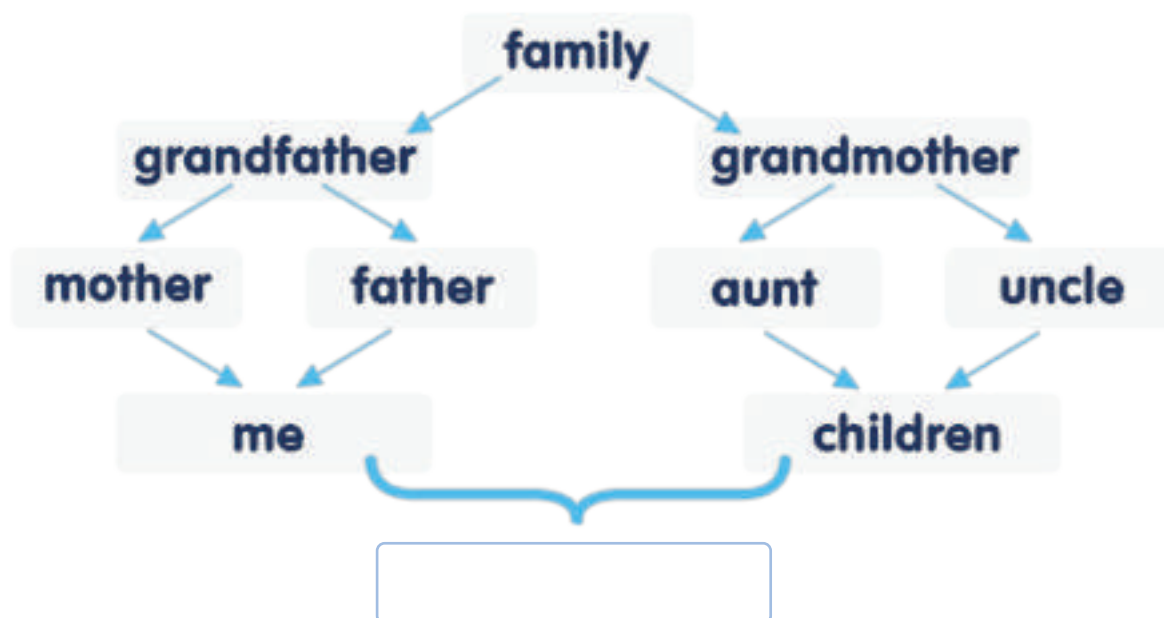 family
grandfather grandmother
mother father aunt uncle
me children